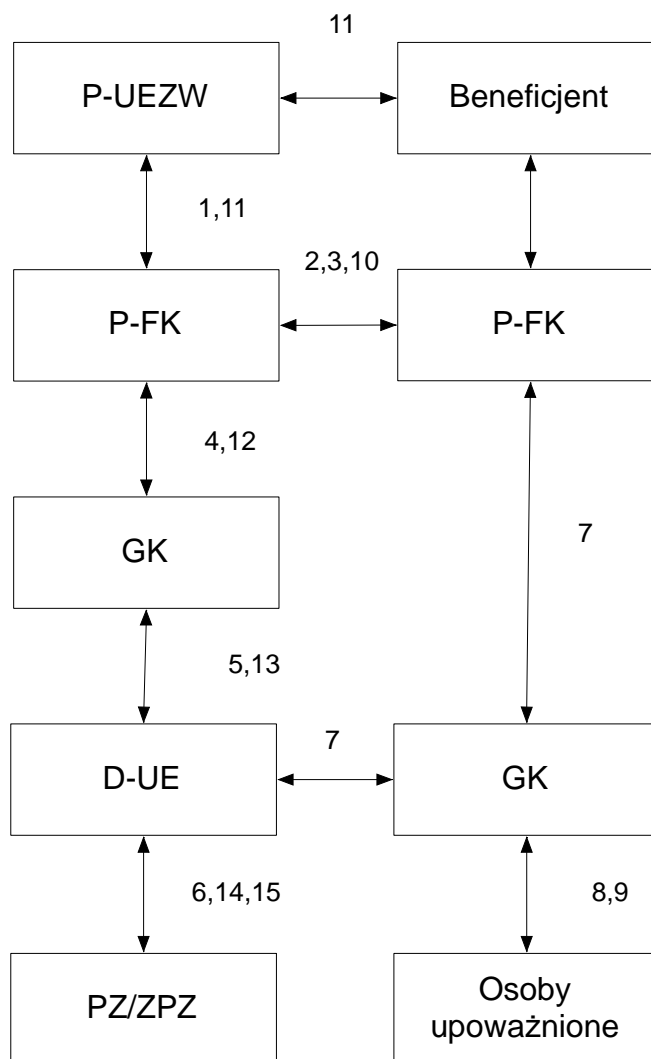 11
P-UEZW
Beneficjent
1,11
2,3,10
P-FK
P-FK
4,12
GK
7
5,13
7
D-UE
GK
6,14,15
8,9
PZ/ZPZ
Osoby
upoważnione